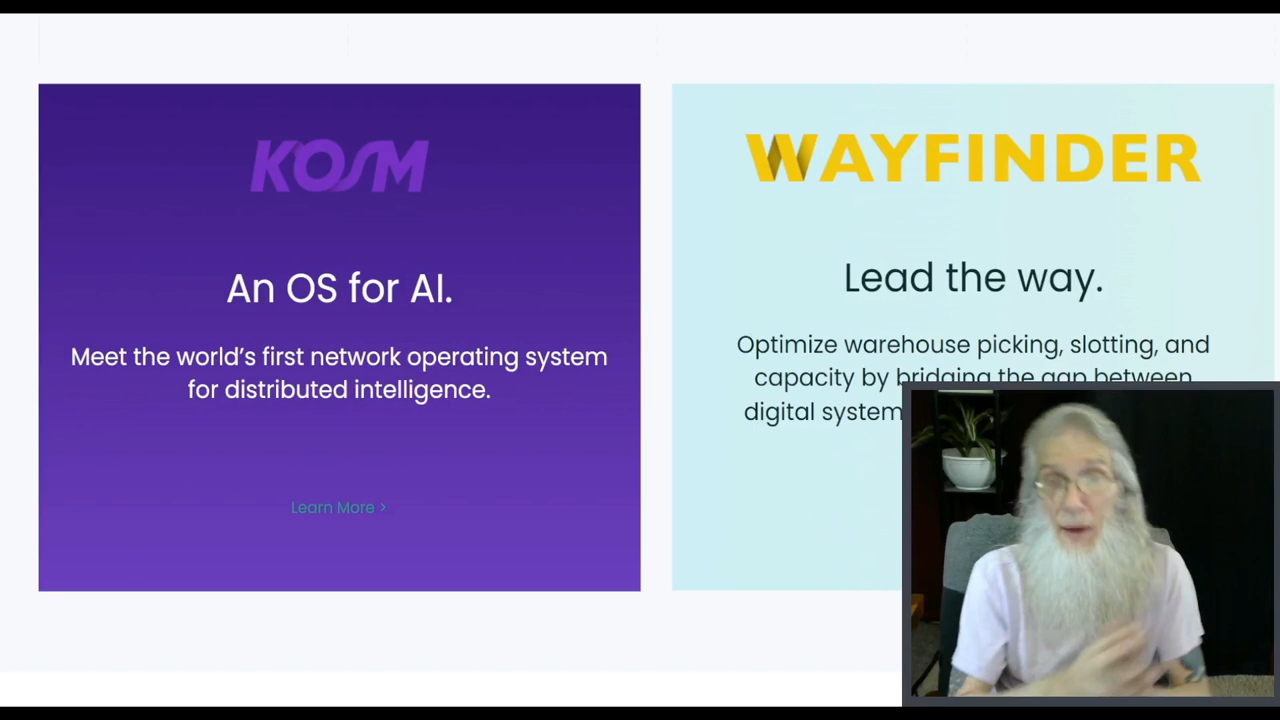 KOSM
An OS for AI.
Meet the world's first network operating system
for distributed intelligence.
Learn More >
WAYFINDER
Lead the way.
Optimize warehouse picking, slotting, and
capacity by bridging the gap between
digital system